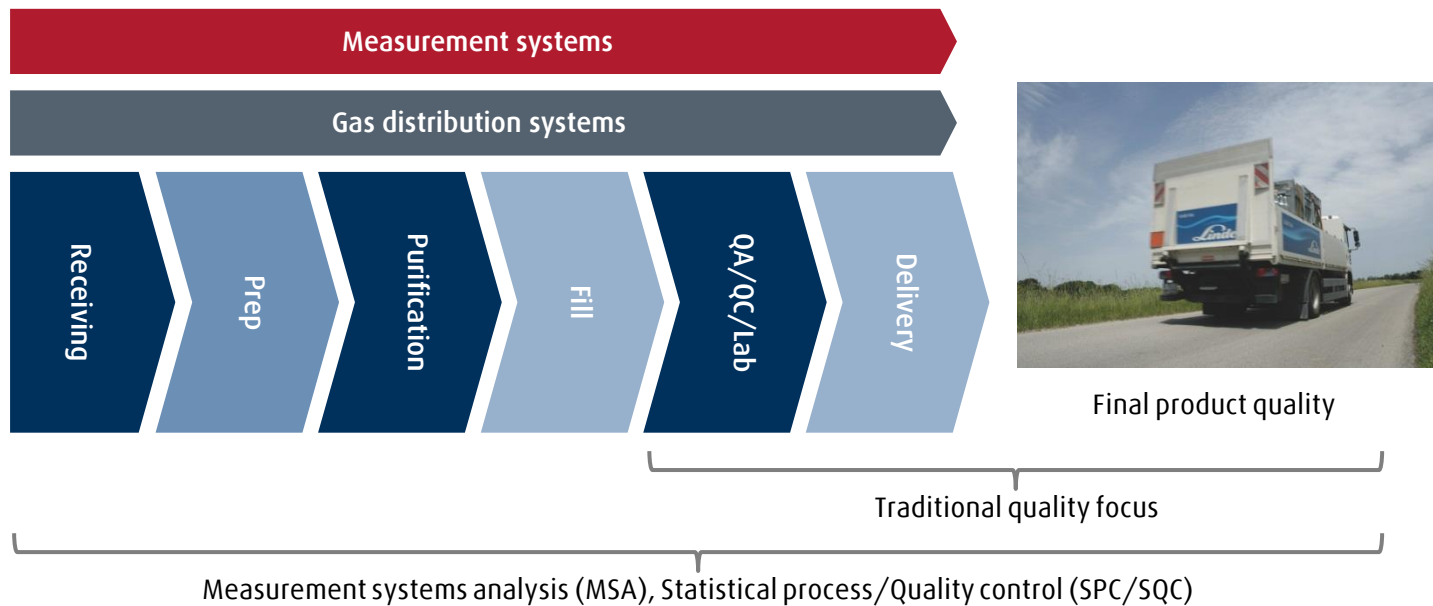 Measurement systems
Gas distribution systems
Receiving
Prep
Purification
Fill
QA/QC/Lab
Delivery
Linde
Final product quality
Traditional quality focus
Measurement systems analysis (MSA), Statistical process/Quality control (SPC/SQC)